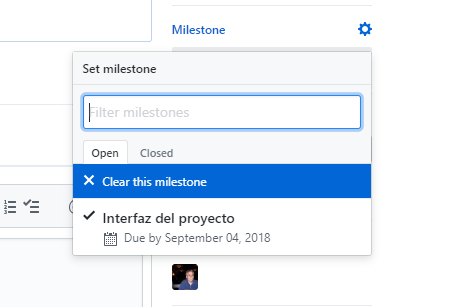 Milestone
Set milestone
Filter milestones
Open Closed
Clear this milestone
Interfaz del proyecto
Due by September 04, 2018